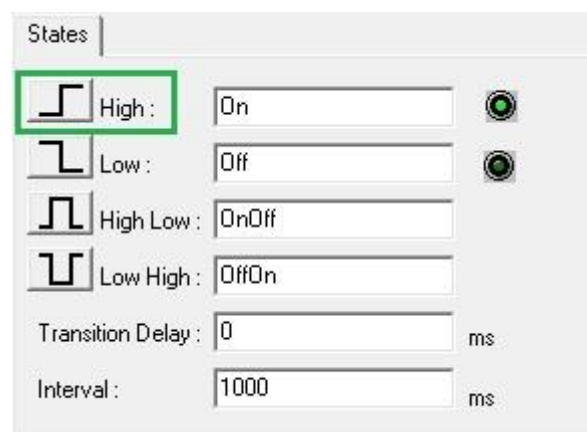 States
High : On
Low : Off
High Low : OnOff
Low High : OffOn
Transition Delay : 0 ms
Interval : 1000 ms